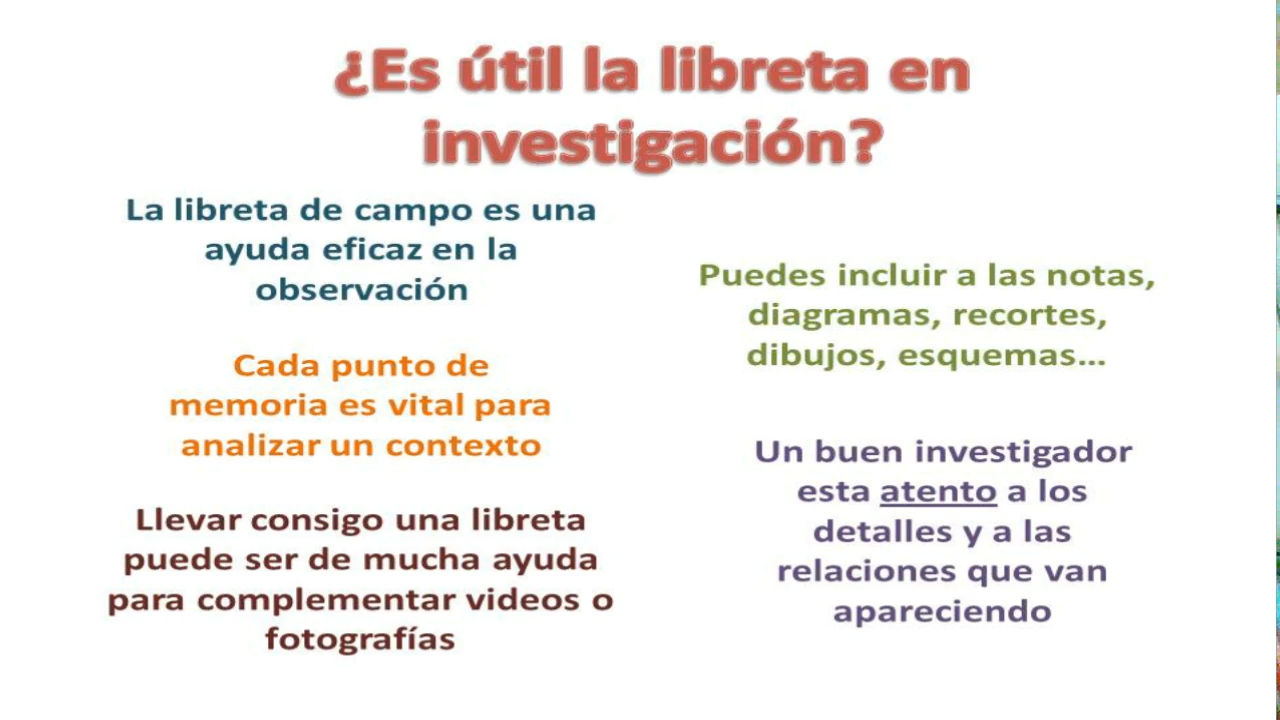 ¿Es útil la libreta en
investigación?
La libreta de campo es una
ayuda eficaz en la
observación
Cada punto de
memoria es vital para
analizar un contexto
Llevar consigo una libreta
puede ser de mucha ayuda
para complementar videos o
fotografías
Puedes incluir a las notas,
diagramas, recortes,
dibujos, esquemas...
Un buen investigador
esta atento a los
detalles y a las
relaciones que van
apareciendo